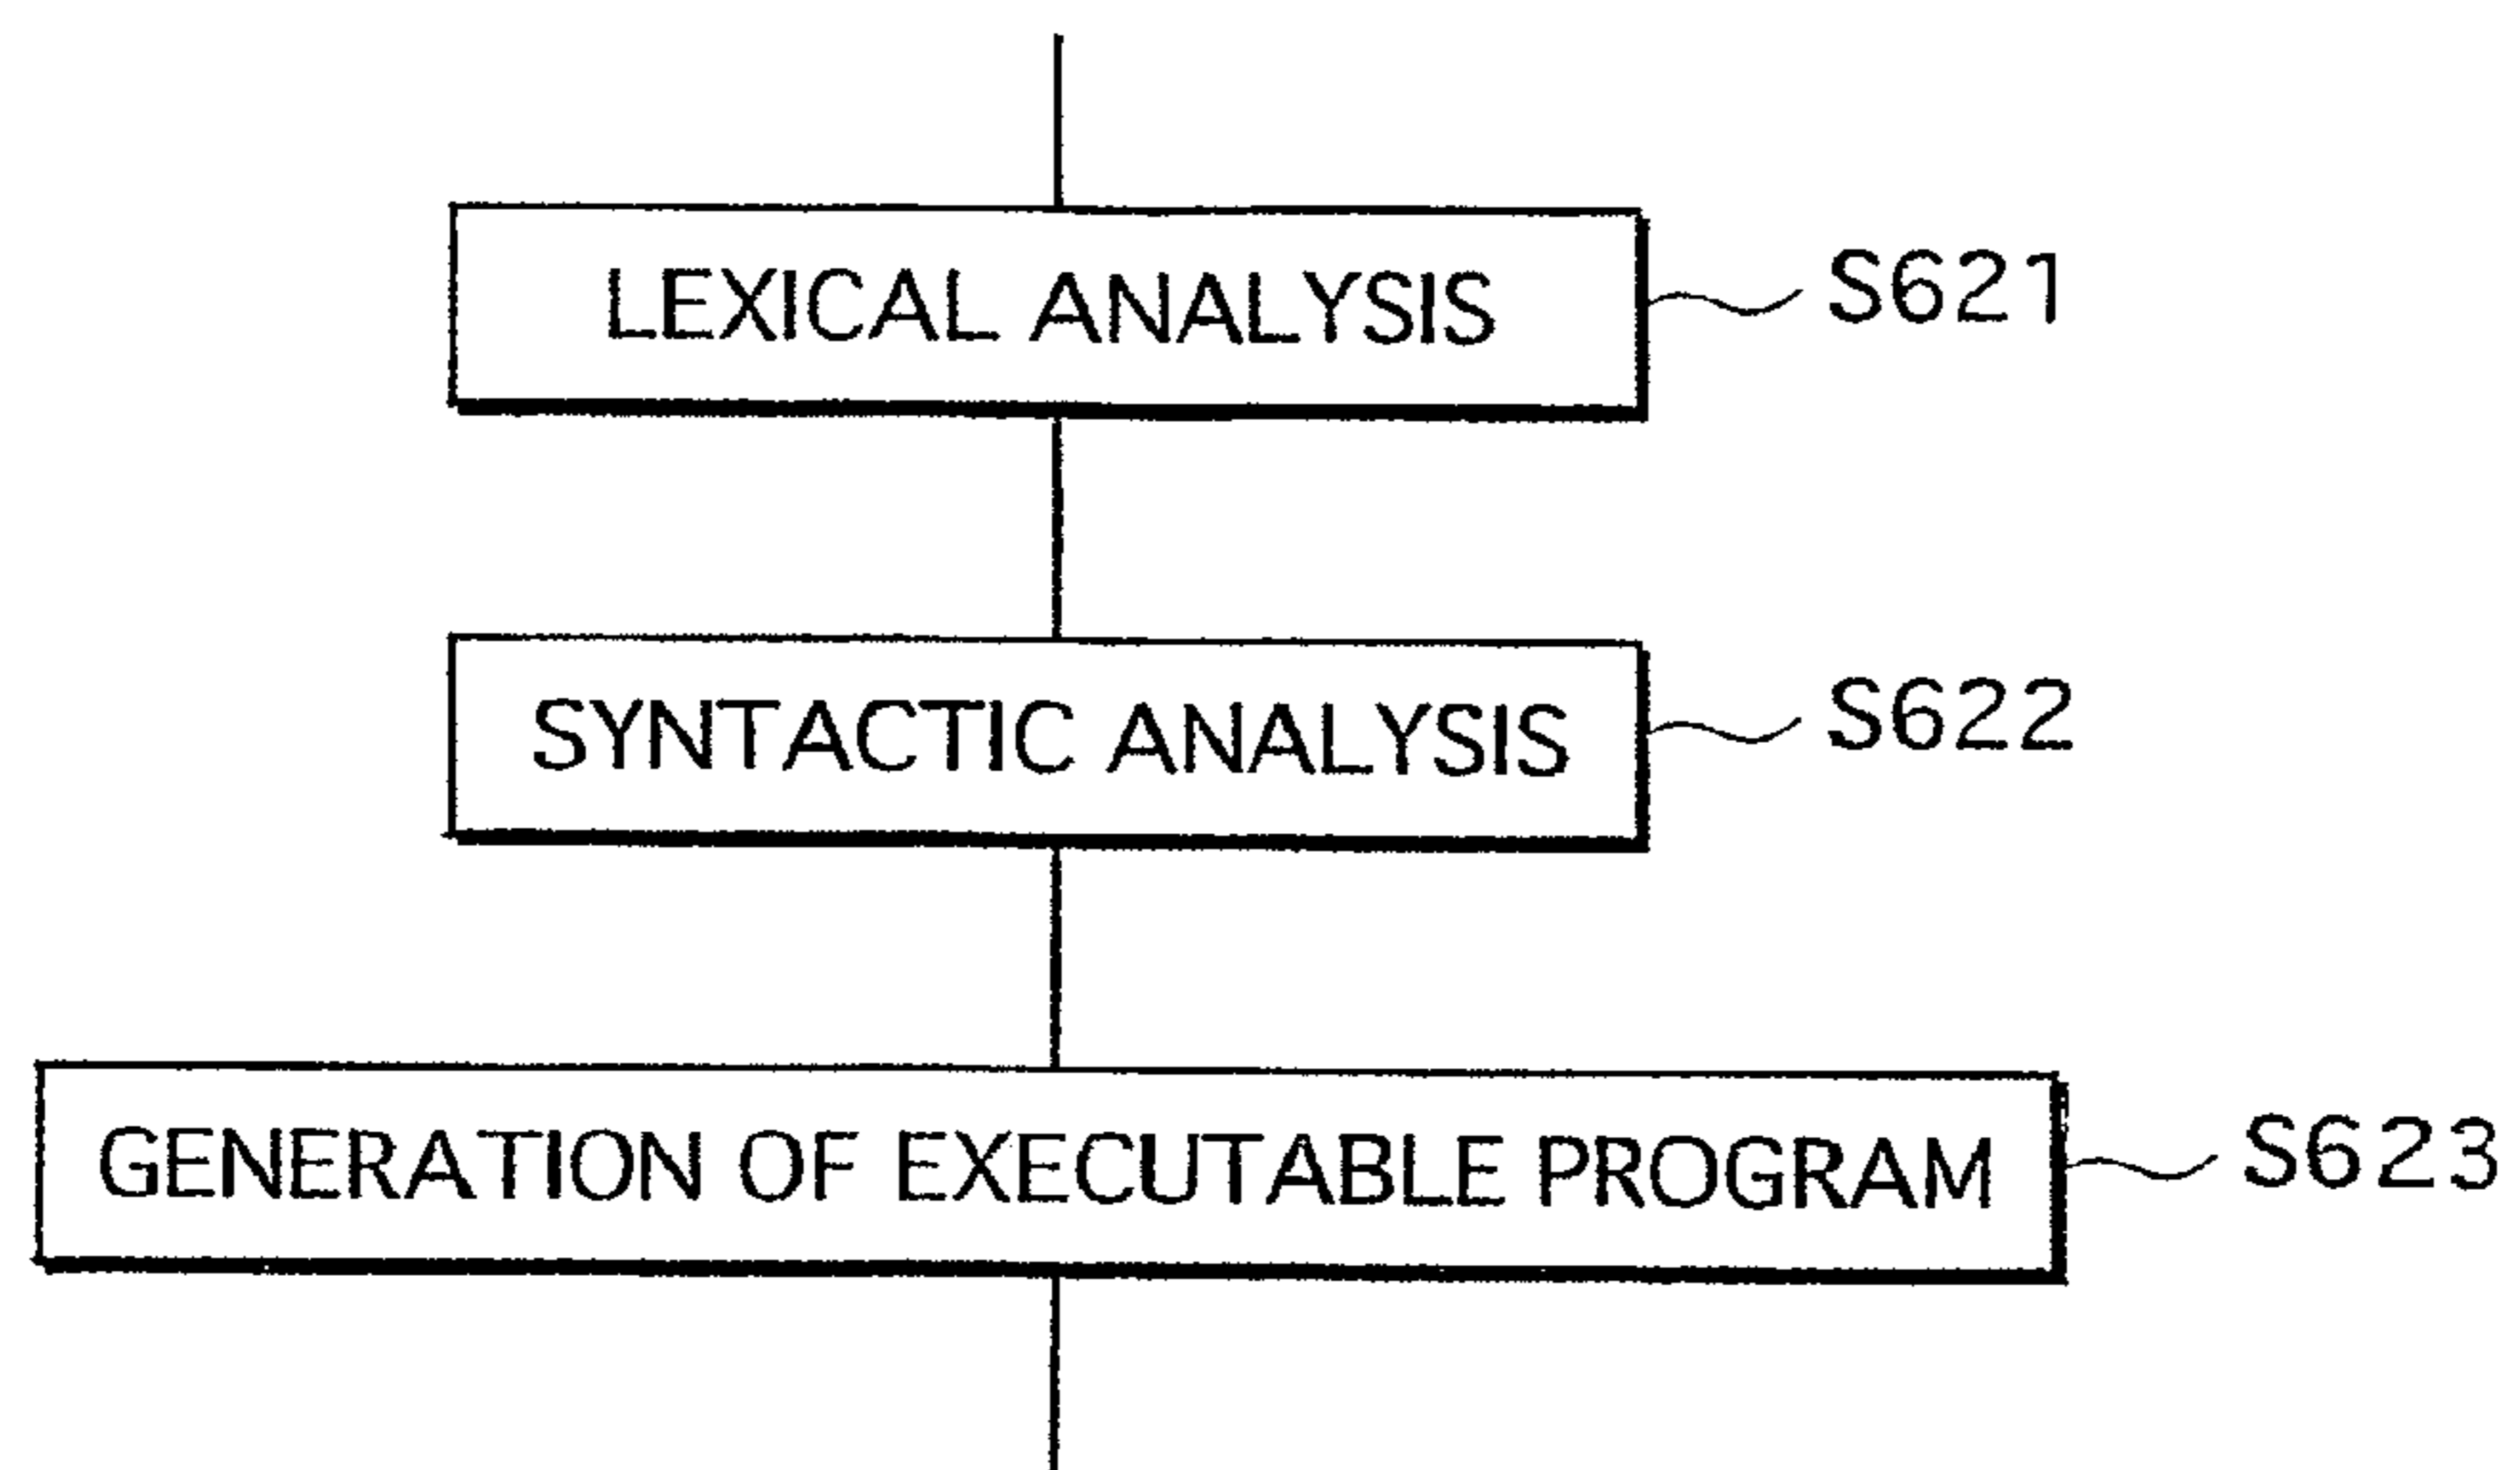 LEXICAL ANALYSIS S621
SYNTACTIC ANALYSIS S622
GENERATION OF EXECUTABLE PROGRAM S623